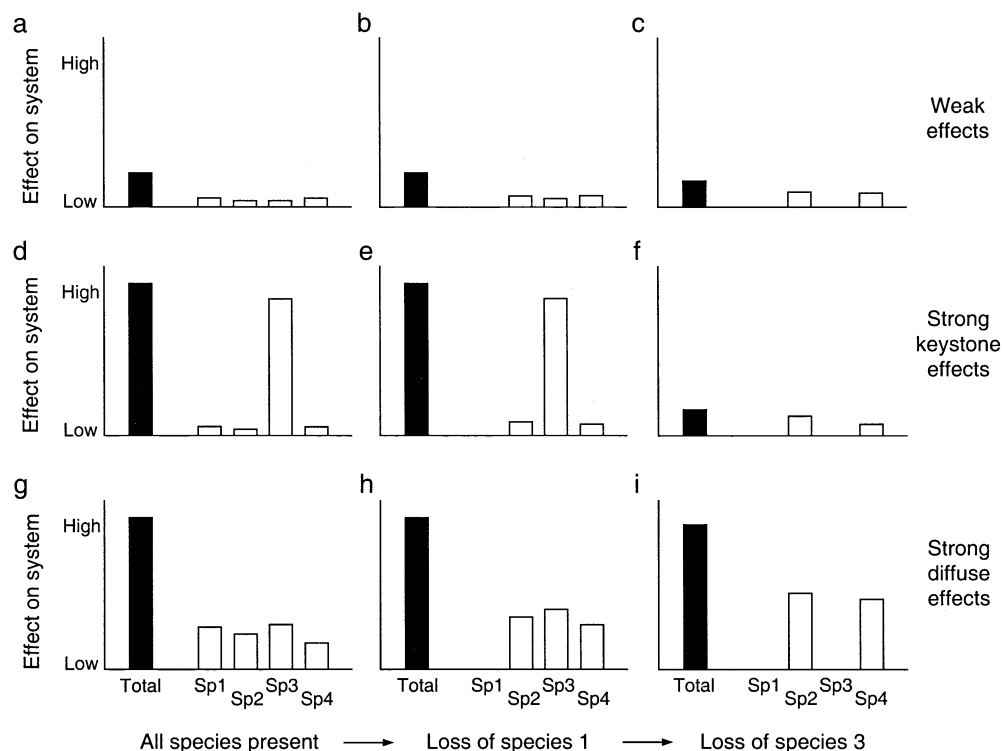 a
b
c
Effect on system
High
Low
Weak
effects
d
e
f
Effect on system
High
Low
Strong
keystone
effects
g
h
i
Effect on system
High
Low
Strong
diffuse
effects
Total Sp1 Sp2 Sp3 Sp4
Total Sp1 Sp2 Sp3 Sp4
Total Sp1 Sp2 Sp3 Sp4
All species present → Loss of species 1 → Loss of species 3